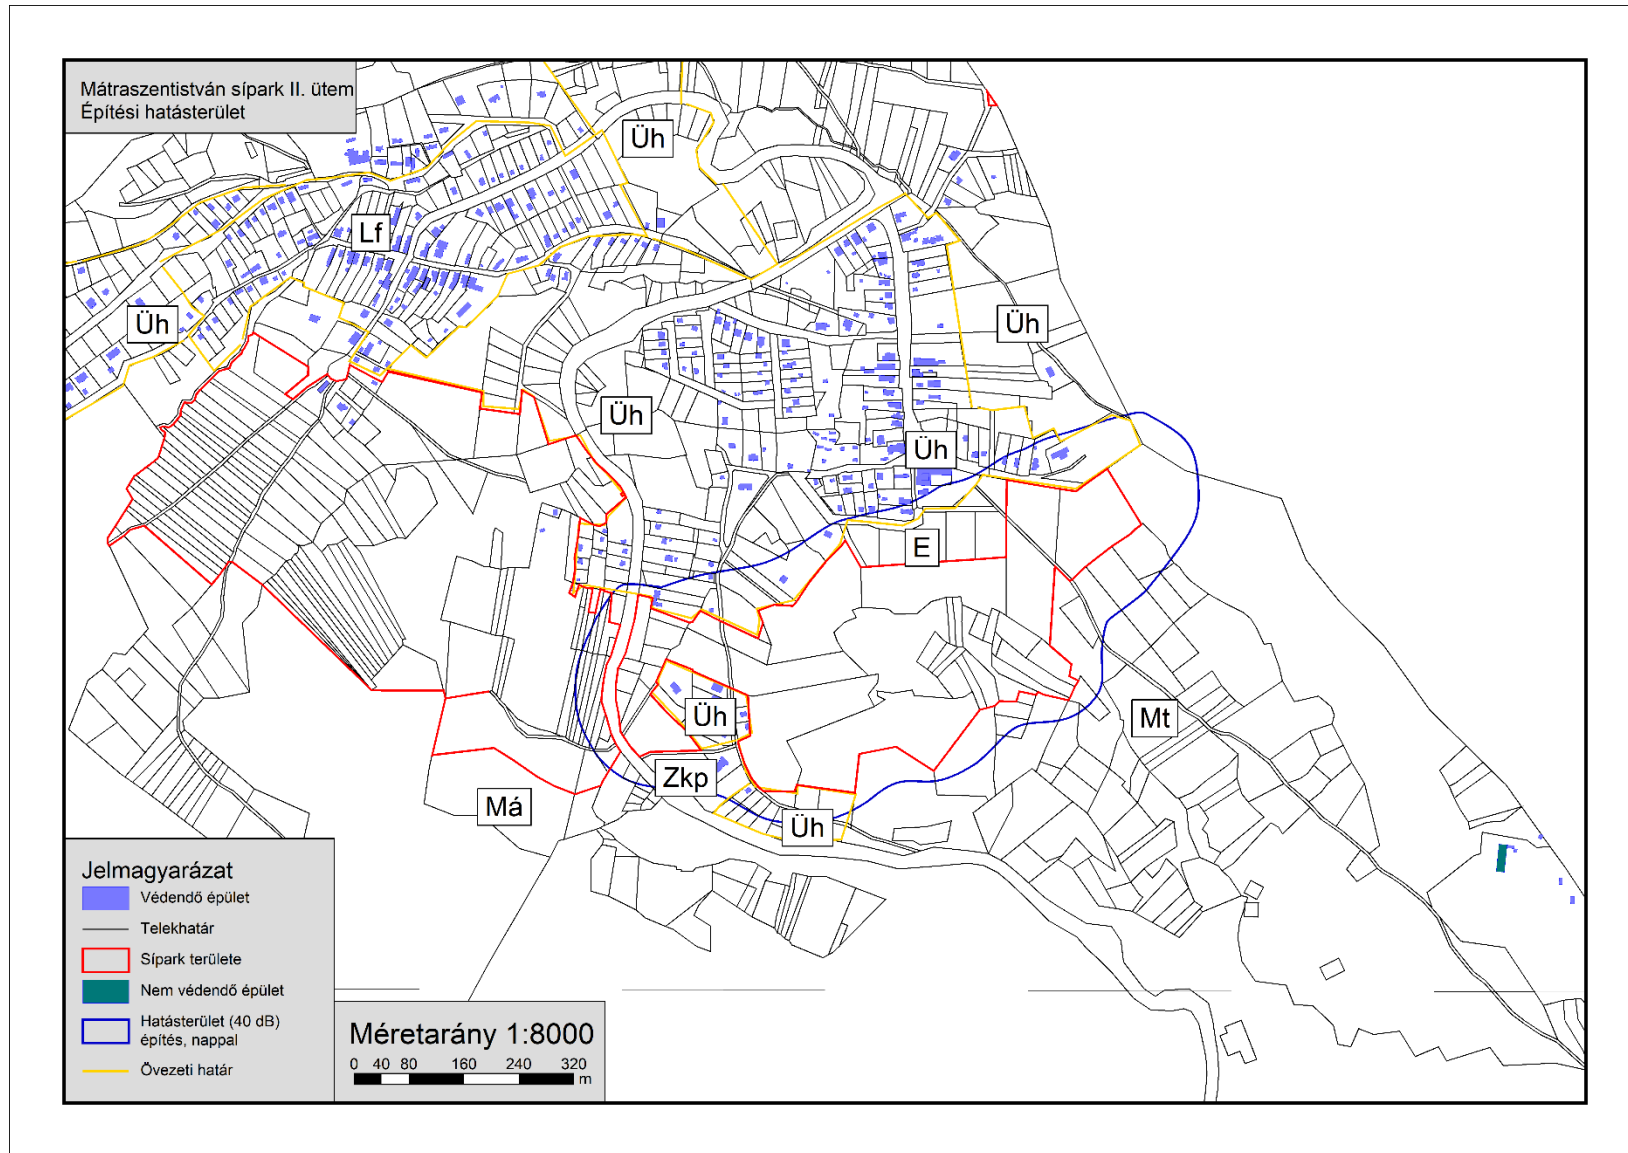 Mátraszentistván sípark II. ütem
Építési hatásterület
Üh
Lf
Üh
Üh
Üh
Üh
E
Üh
Mt
Zkp
Má
Üh
Jelmagyarázat
Védendő épület
Telekhatár
Sípark területe
Nem védendő épület
Hatásterület (40 dB)
építés, nappal
Övezeti határ
Méretarány 1:8000
0 40 80 160 240 320
m